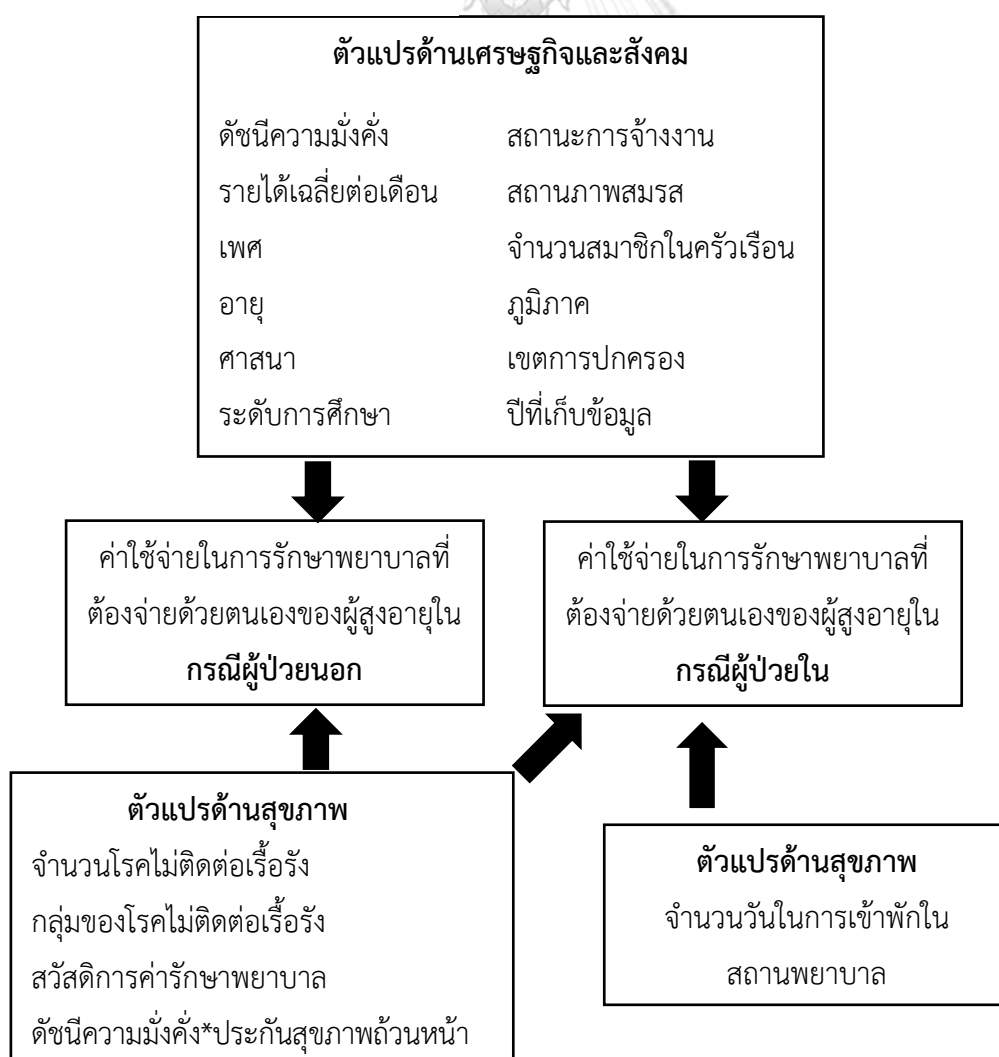 ตัวแปรด้านเศรษฐกิจและสังคม
ดัชนีความมั่งคั่ง
รายได้เฉลี่ยต่อเดือน
เพศ
อายุ
ศาสนา
ระดับการศึกษา
สถานะการจ้างงาน
สถานภาพสมรส
จำนวนสมาชิกในครัวเรือน
ภูมิภาค
เขตการปกครอง
ปีที่เก็บข้อมูล
ค่าใช้จ่ายในการรักษาพยาบาลที่
ต้องจ่ายด้วยตนเองของผู้สูงอายุใน
กรณีผู้ป่วยนอก
ค่าใช้จ่ายในการรักษาพยาบาลที่
ต้องจ่ายด้วยตนเองของผู้สูงอายุใน
กรณีผู้ป่วยใน
ตัวแปรด้านสุขภาพ
จำนวนโรคไม่ติดต่อเรื้อรัง
กลุ่มของโรคไม่ติดต่อเรื้อรัง
สวัสดิการค่ารักษาพยาบาล
ดัชนีความมั่งคั่ง*ประกันสุขภาพถ้วนหน้า
ตัวแปรด้านสุขภาพ
จำนวนวันในการเข้าพักใน
สถานพยาบาล